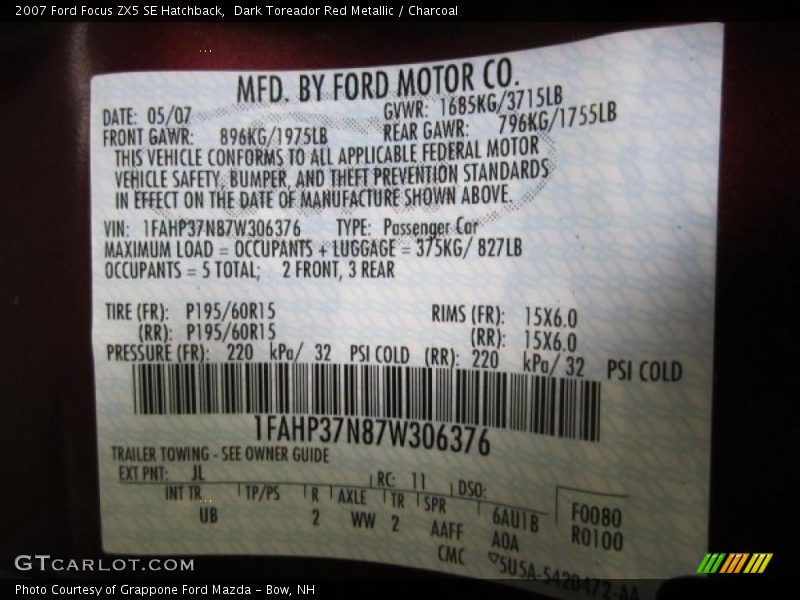 2007 Ford Focus ZX5 SE Hatchback,  Dark Toreador Red Metallic / Charcoal
MFD. BY FORD MOTOR CO.
DATE: 05/07 GVWR: 1685KG/3715LB
FRONT GAWR: 896KG/1975LB REAR GAWR: 796KG/1755LB
THIS VEHICLE CONFORMS TO ALL APPLICABLE FEDERAL MOTOR
VEHICLE SAFETY, BUMPER, AND THEFT PREVENTION STANDARDS
IN EFFECT ON THE DATE OF MANUFACTURE SHOWN ABOVE.
VIN: 1FAHP37N87W306376 TYPE: Passenger Car
MAXIMUM LOAD = OCCUPANTS + LUGGAGE = 375KG/ 827LB
OCCUPANTS = 5 TOTAL; 2 FRONT, 3 REAR
TIRE (FR): P195/60R15 RIMS (FR): 15X6.0
(RR): P195/60R15 (RR): 15X6.0
PRESSURE (FR): 220 kPa/ 32 PSI COLD (RR): 220 kPa/ 32 PSI COLD
1FAHP37N87W306376
TRAILER TOWING - SEE OWNER GUIDE
EXT PNT: JL RC: 11 DSO:
INT TR TP/PS R AXLE TR SPR 6AU1B F0080
UB 2 WW 2 AAFF AOA R0100
CMC 5U5A-5420472-AA
GTcarlot.com
Photo Courtesy of Grappone Ford Mazda - Bow, NH